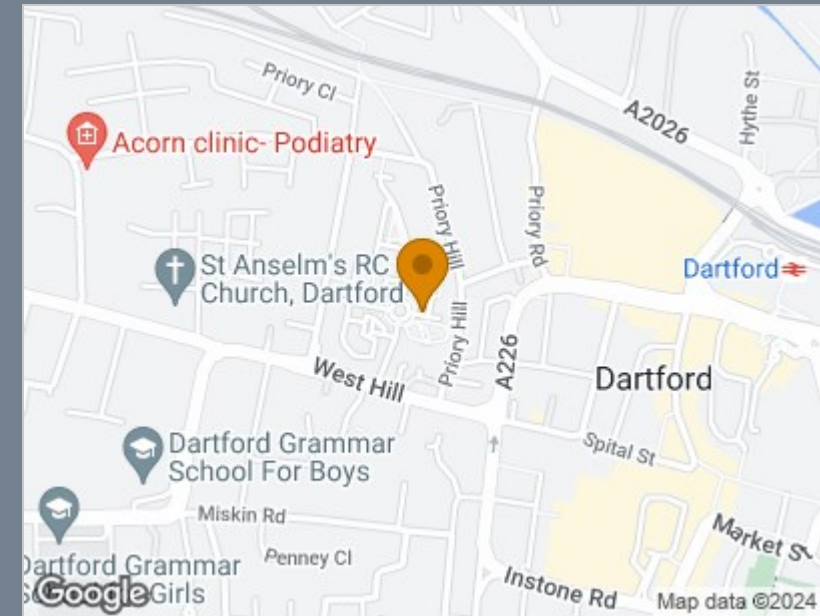 Priory Cl
A2026
Hythe St
Acorn clinic- Podiatry
Priory Hill
Priory Rd
St Anselm's RC
Church, Dartford
Dartford
Priory Hill
A226
West Hill
Dartford
Dartford Grammar
School For Boys
Spital St
Miskin Rd
Market S
Penney Cl
Dartford Grammar
Girls
Instone Rd
Google
Map data ©2024